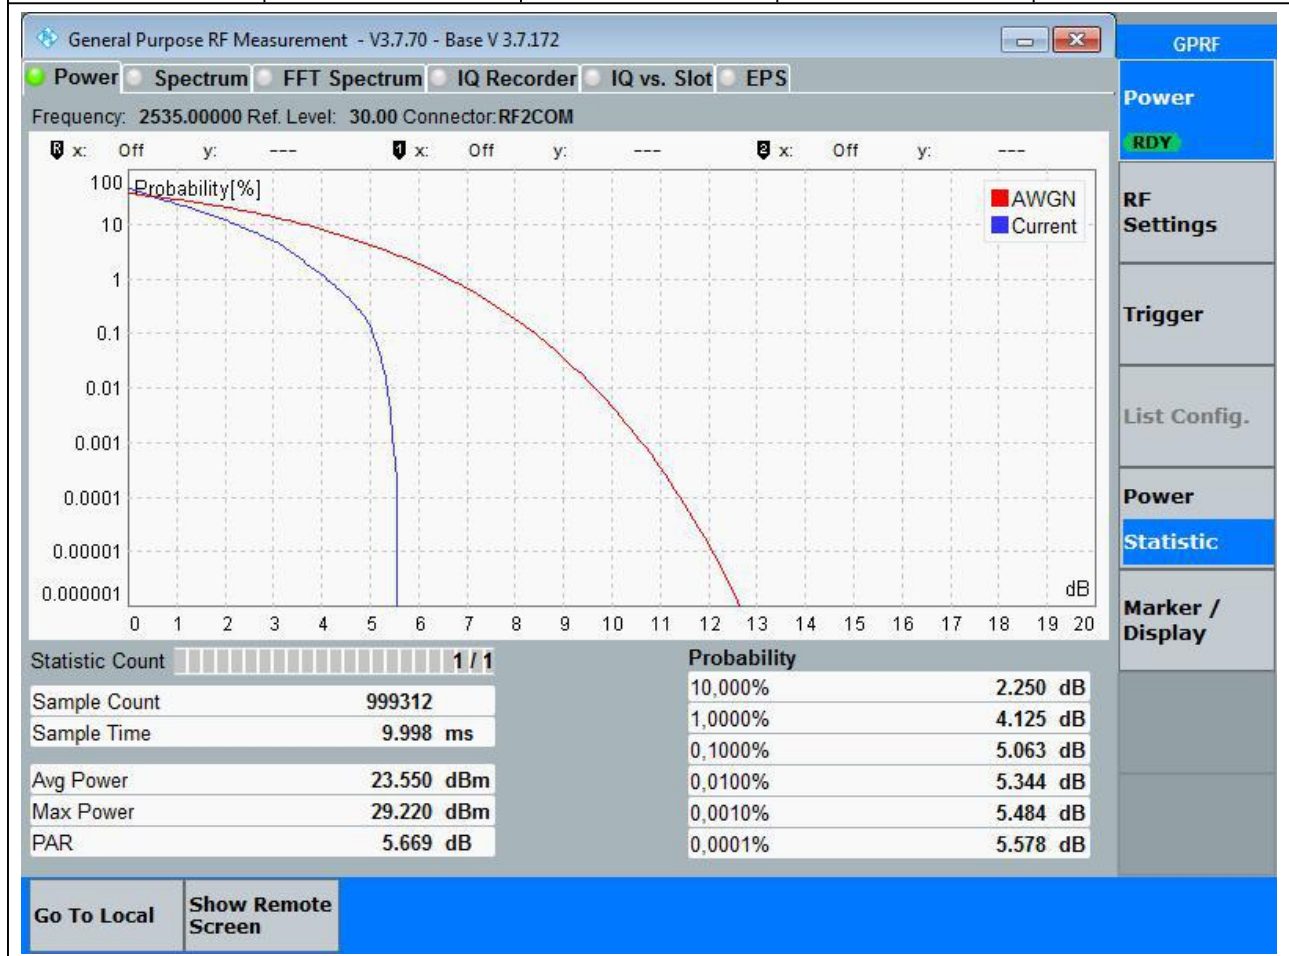 General Purpose RF Measurement - V3.7.70 - Base V 3.7.172
GPRF
Power Spectrum FFT Spectrum IQ Recorder IQ vs. Slot EPS
Frequency: 2535.00000 Ref. Level: 30.00 Connector: RF2COM
R x: Off y: --- 1 x: Off y: --- 2 x: Off y: ---
Probability[%]
100
10
1
0.1
0.01
0.001
0.0001
0.00001
0.000001
AWGN
Current
dB
0 1 2 3 4 5 6 7 8 9 10 11 12 13 14 15 16 17 18 19 20
Statistic Count 1 / 1
Sample Count 999312
Sample Time 9.998 ms
Avg Power 23.550 dBm
Max Power 29.220 dBm
PAR 5.669 dB
Probability
10,000% 2.250 dB
1,0000% 4.125 dB
0,1000% 5.063 dB
0,0100% 5.344 dB
0,0010% 5.484 dB
0,0001% 5.578 dB
Power
RDY
RF
Settings
Trigger
List Config.
Power
Statistic
Marker /
Display
Go To Local
Show Remote
Screen